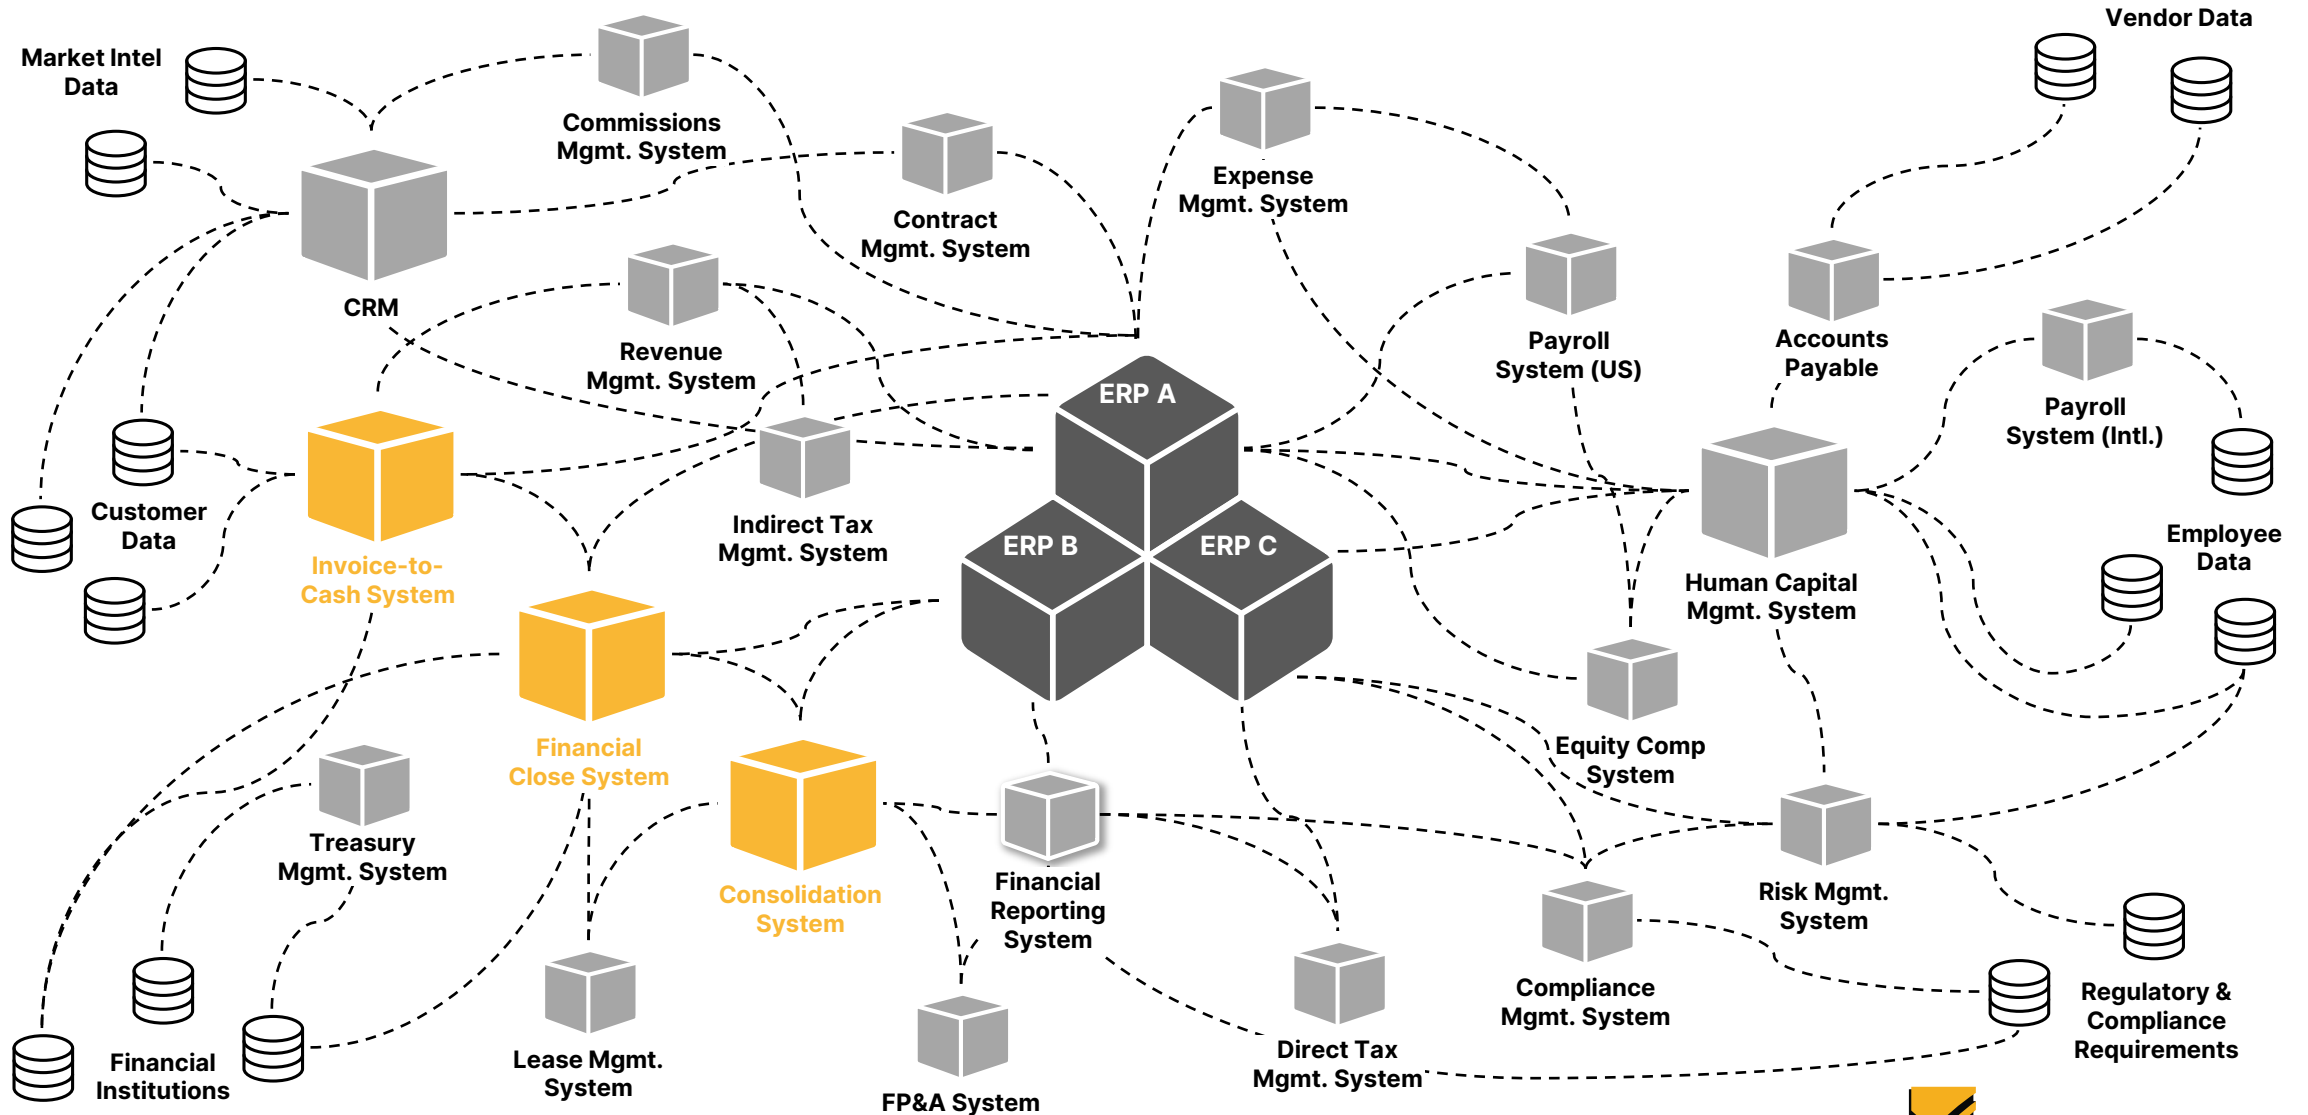 Vendor Data
Market Intel
Data
Commissions
Mgmt. System
Expense
Mgmt. System
Contract
Mgmt. System
CRM
Revenue
Mgmt. System
Payroll
System (US)
Accounts
Payable
Payroll
System (Intl.)
ERP A
Customer
Data
Indirect Tax
Mgmt. System
ERP B
ERP C
Employee
Data
Invoice-to-
Cash System
Human Capital
Mgmt. System
Financial
Close System
Equity Comp
System
Treasury
Mgmt. System
Consolidation
System
Financial
Reporting
System
Risk Mgmt.
System
Compliance
Mgmt. System
Regulatory &
Compliance
Requirements
Financial
Institutions
Lease Mgmt.
System
Direct Tax
Mgmt. System
FP&A System